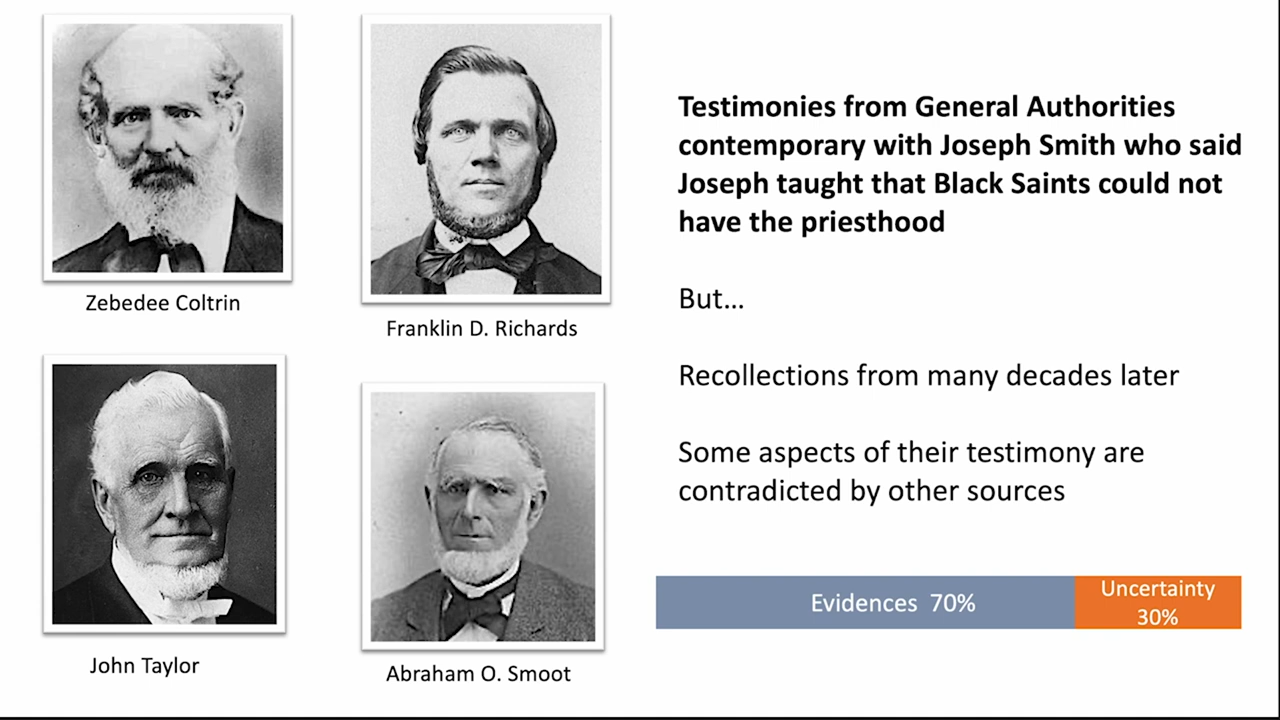 Zebedee Coltrin
Franklin D. Richards
John Taylor
Abraham O. Smoot
Testimonies from General Authorities
contemporary with Joseph Smith who said
Joseph taught that Black Saints could not
have the priesthood
But...
Recollections from many decades later
Some aspects of their testimony are
contradicted by other sources
Evidences 70%
Uncertainty
30%